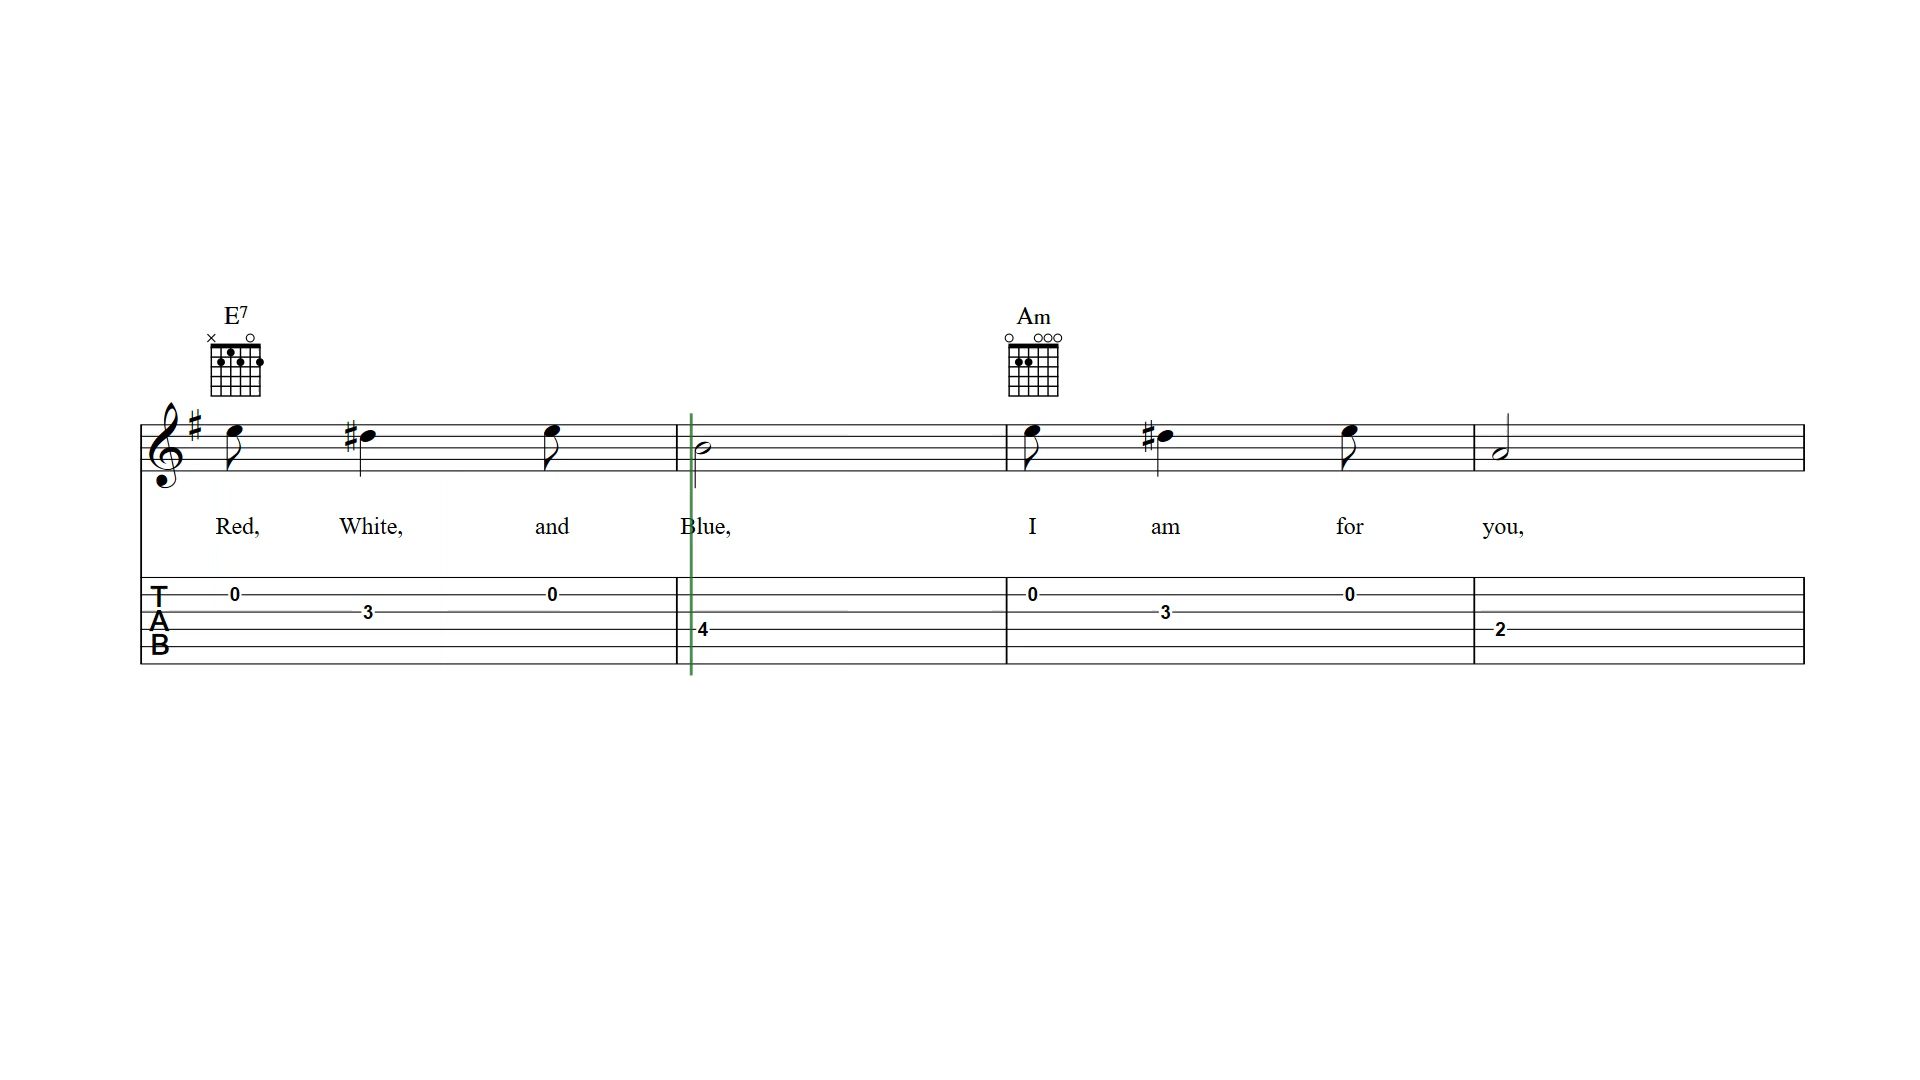 E7 Am
Red, White, and Blue, I am for you,
T 0 3 0 4 0 3 0 2
A
B